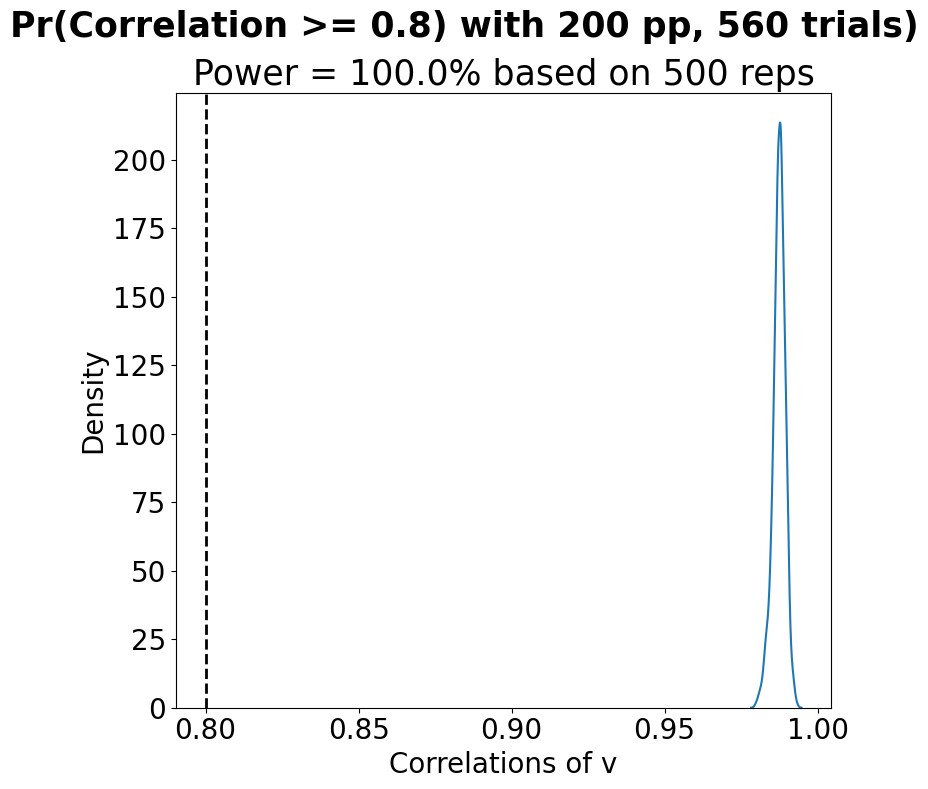 Pr(Correlation >= 0.8) with 200 pp, 560 trials)
Power = 100.0% based on 500 reps
200
175
150
125
100
75
50
25
0
Density
0.80 0.85 0.90 0.95 1.00
Correlations of v